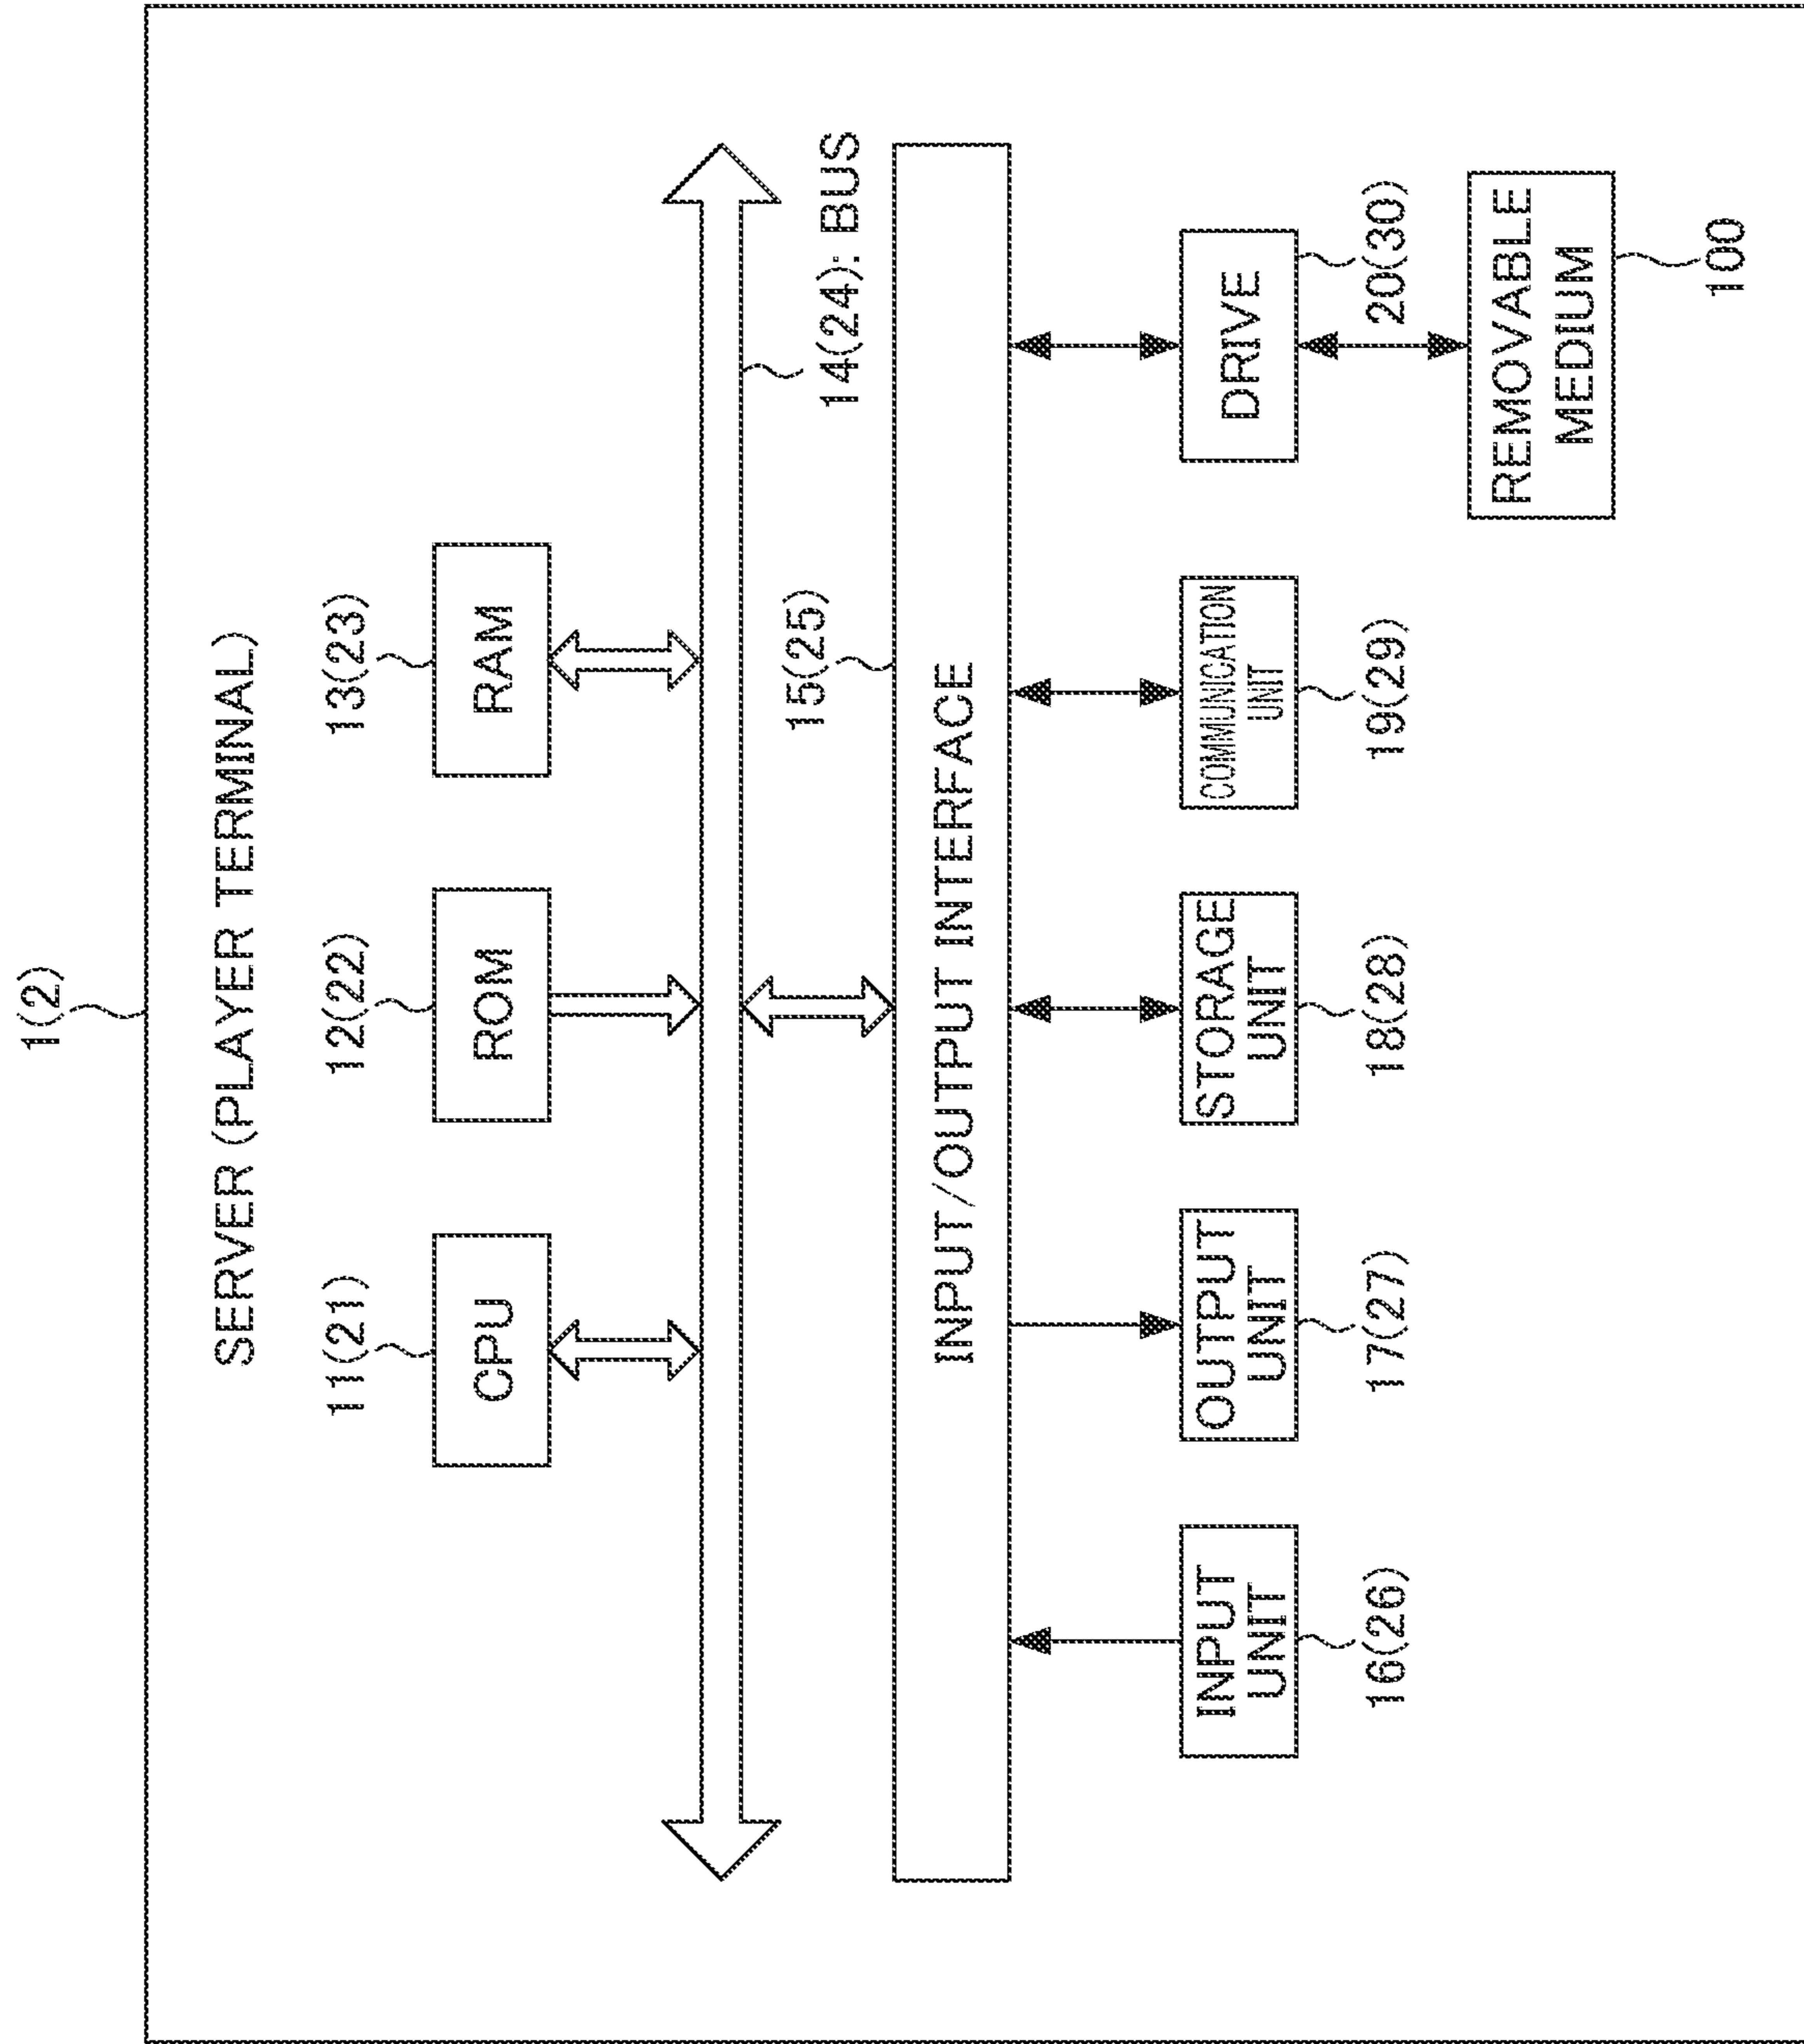 1(2)
SERVER (PLAYER TERMINAL)
11(21)
12(22)
13(23)
CPU
ROM
RAM
14(24): BUS
15(25)
INPUT/OUTPUT INTERFACE
INPUT
UNIT
OUTPUT
UNIT
STORAGE
UNIT
COMMUNICATION
UNIT
DRIVE
16(26)
17(27)
18(28)
19(29)
20(30)
REMOVABLE
MEDIUM
100